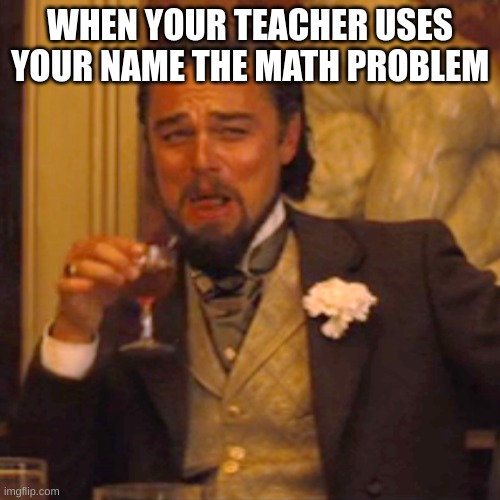 WHEN YOUR TEACHER USES
YOUR NAME THE MATH PROBLEM
imgflip.com